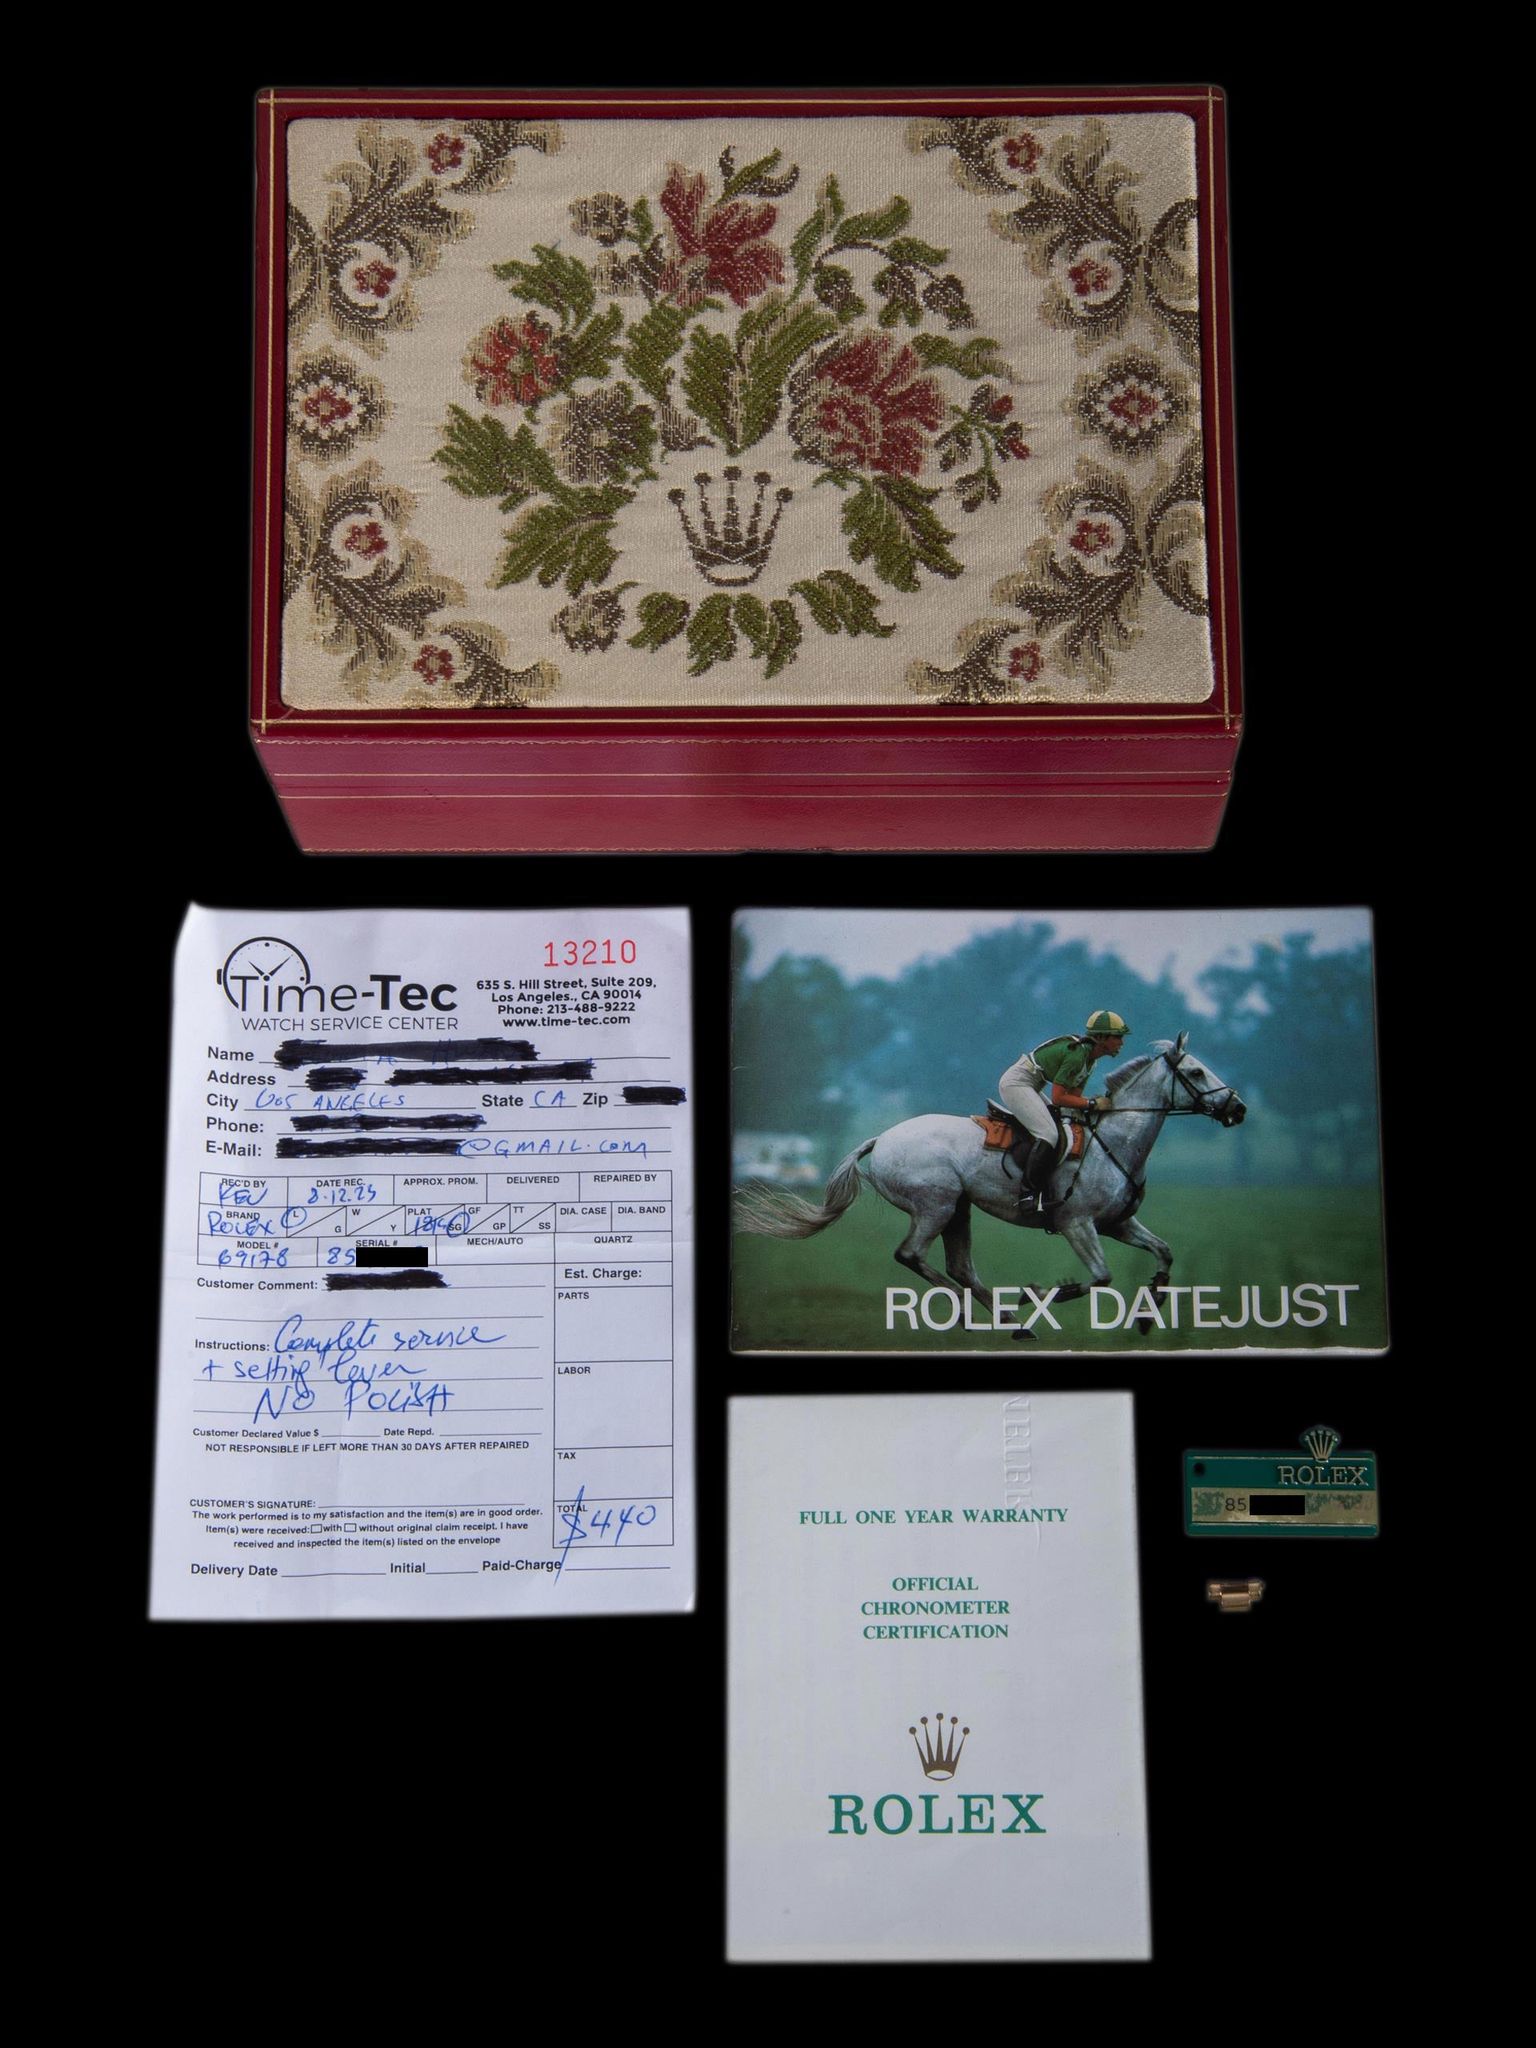 13210
Time-Tec
WATCH SERVICE CENTER
635 S. Hill Street, Suite 209,
Los Angeles., CA 90014
Phone: 213-488-9222
www.time-tec.com
Name
Address
City LOS ANGELES State CA Zip
Phone:
E-Mail: @GMAIL.COM
REC'D BY DATE REC. APPROX. PROM. DELIVERED REPAIRED BY
KEV 8.12.25
BRAND L G W Y PLAT SG GF GP TT SS DIA. CASE DIA. BAND
ROLEX
MODEL # SERIAL # MECH/AUTO QUARTZ
69178 85
Customer Comment:
Est. Charge:
PARTS
Instructions: Complete service
+ setting lever
NO POLISH
LABOR
Customer Declared Value $ Date Repd.
NOT RESPONSIBLE IF LEFT MORE THAN 30 DAYS AFTER REPAIRED
TAX
CUSTOMER'S SIGNATURE:
The work performed is to my satisfaction and the item(s) are in good order.
Item(s) were received: with without original claim receipt. I have
received and inspected the item(s) listed on the envelope
TOTAL
$440
Delivery Date Initial Paid-Charge
ROLEX DATEJUST
FULL ONE YEAR WARRANTY
OFFICIAL
CHRONOMETER
CERTIFICATION
ROLEX
ROLEX
85